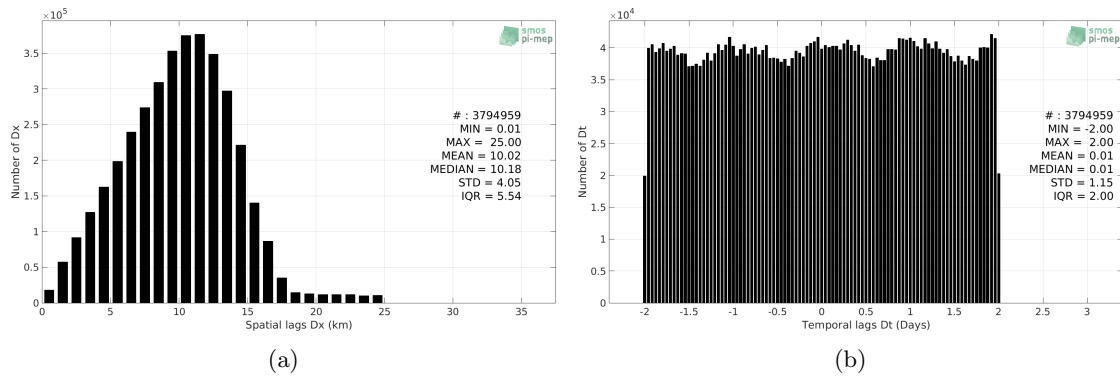 ×10⁵
3.5
3
2.5
2
1.5
1
0.5
0
Number of Dx
0 5 10 15 20 25 30 35
Spatial lags Dx (km)
smos
pi-mep
# : 3794959
MIN = 0.01
MAX = 25.00
MEAN = 10.02
MEDIAN = 10.18
STD = 4.05
IQR = 5.54
(a)
×10⁴
4
3.5
3
2.5
2
1.5
1
0.5
0
Number of Dt
-2 -1.5 -1 -0.5 0 0.5 1 1.5 2 2.5 3
Temporal lags Dt (Days)
smos
pi-mep
# : 3794959
MIN = -2.00
MAX = 2.00
MEAN = 0.01
MEDIAN = 0.01
STD = 1.15
IQR = 2.00
(b)